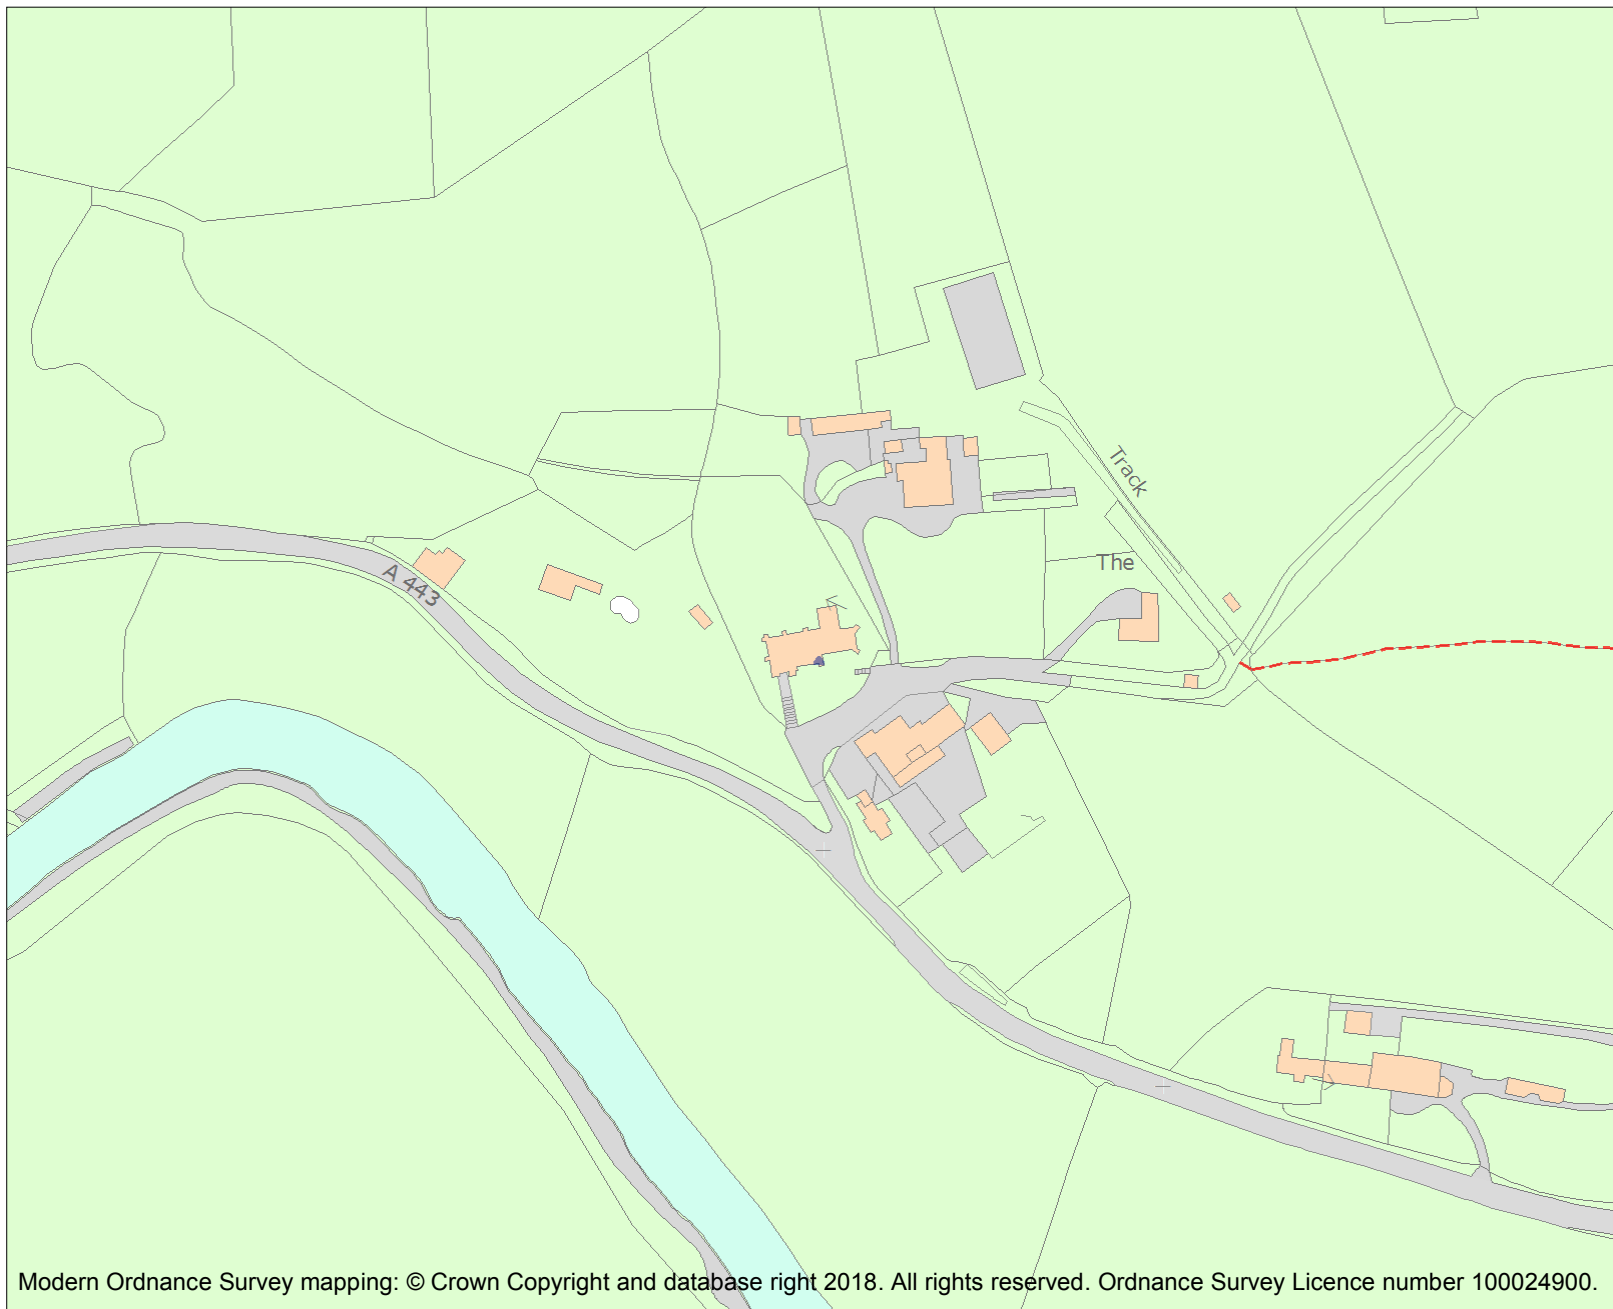 Track
The
A 443
Modern Ordnance Survey mapping: © Crown Copyright and database right 2018. All rights reserved. Ordnance Survey Licence number 100024900.